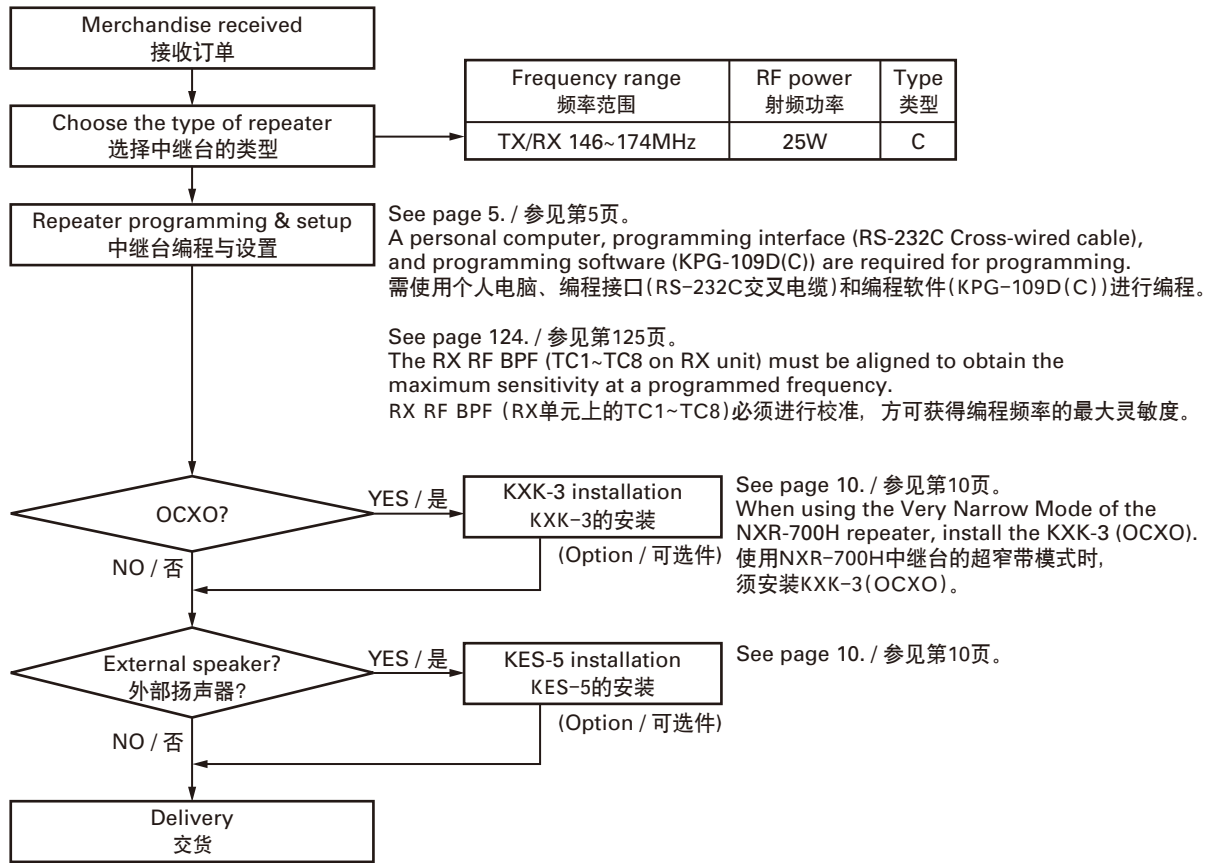 Merchandise received
接收订单
Choose the type of repeater
选择中继台的类型
Frequency range
频率范围
RF power
射频功率
Type
类型
TX/RX 146~174MHz
25W
C
Repeater programming & setup
中继台编程与设置
See page 5. / 参见第5页。
A personal computer, programming interface (RS-232C Cross-wired cable),
and programming software (KPG-109D(C)) are required for programming.
需使用个人电脑、编程接口(RS-232C交叉电缆)和编程软件(KPG-109D(C))进行编程。
See page 124. / 参见第125页。
The RX RF BPF (TC1~TC8 on RX unit) must be aligned to obtain the
maximum sensitivity at a programmed frequency.
RX RF BPF (RX单元上的TC1~TC8)必须进行校准，方可获得编程频率的最大灵敏度。
OCXO?
YES / 是
KXK-3 installation
KXK-3的安装
(Option / 可选件)
See page 10. / 参见第10页。
When using the Very Narrow Mode of the
NXR-700H repeater, install the KXK-3 (OCXO).
使用NXR-700H中继台的超窄带模式时,
须安装KXK-3(OCXO)。
NO / 否
External speaker?
外部扬声器?
YES / 是
KES-5 installation
KES-5的安装
(Option / 可选件)
See page 10. / 参见第10页。
NO / 否
Delivery
交货